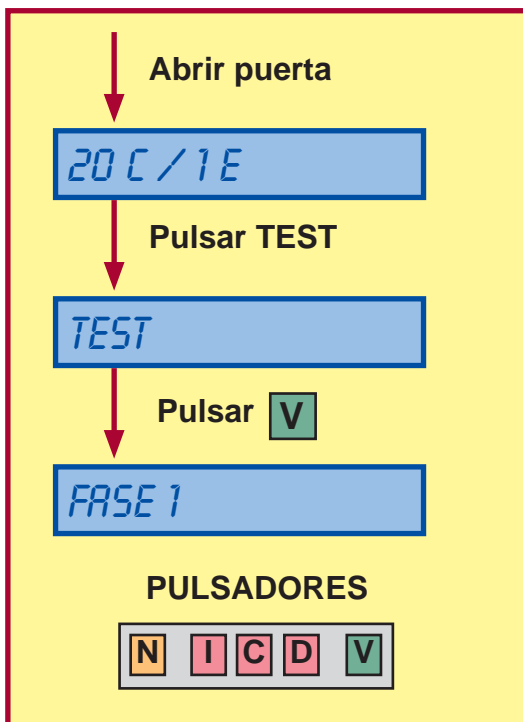 Abrir puerta
20 C / 1 E
Pulsar TEST
TEST
Pulsar V
FASE 1
PULSADORES
N I C D V